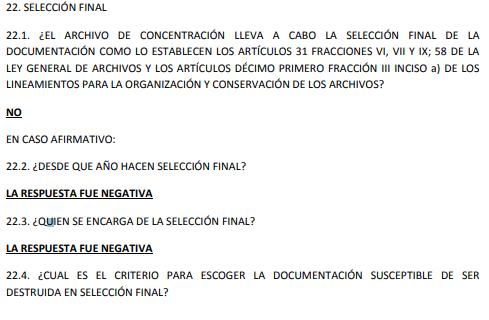 22. SELECCIÓN FINAL
22.1. ¿EL ARCHIVO DE CONCENTRACIÓN LLEVA A CABO LA SELECCIÓN FINAL DE LA
DOCUMENTACIÓN COMO LO ESTABLECEN LOS ARTÍCULOS 31 FRACCIONES VI, VII Y IX; 58 DE LA
LEY GENERAL DE ARCHIVOS Y LOS ARTÍCULOS DÉCIMO PRIMERO FRACCIÓN III INCISO a) DE LOS
LINEAMIENTOS PARA LA ORGANIZACIÓN Y CONSERVACIÓN DE LOS ARCHIVOS?
NO
EN CASO AFIRMATIVO:
22.2. ¿DESDE QUE AÑO HACEN SELECCIÓN FINAL?
LA RESPUESTA FUE NEGATIVA
22.3. ¿QUIEN SE ENCARGA DE LA SELECCIÓN FINAL?
LA RESPUESTA FUE NEGATIVA
22.4. ¿CUAL ES EL CRITERIO PARA ESCOGER LA DOCUMENTACIÓN SUSCEPTIBLE DE SER
DESTRUIDA EN SELECCIÓN FINAL?